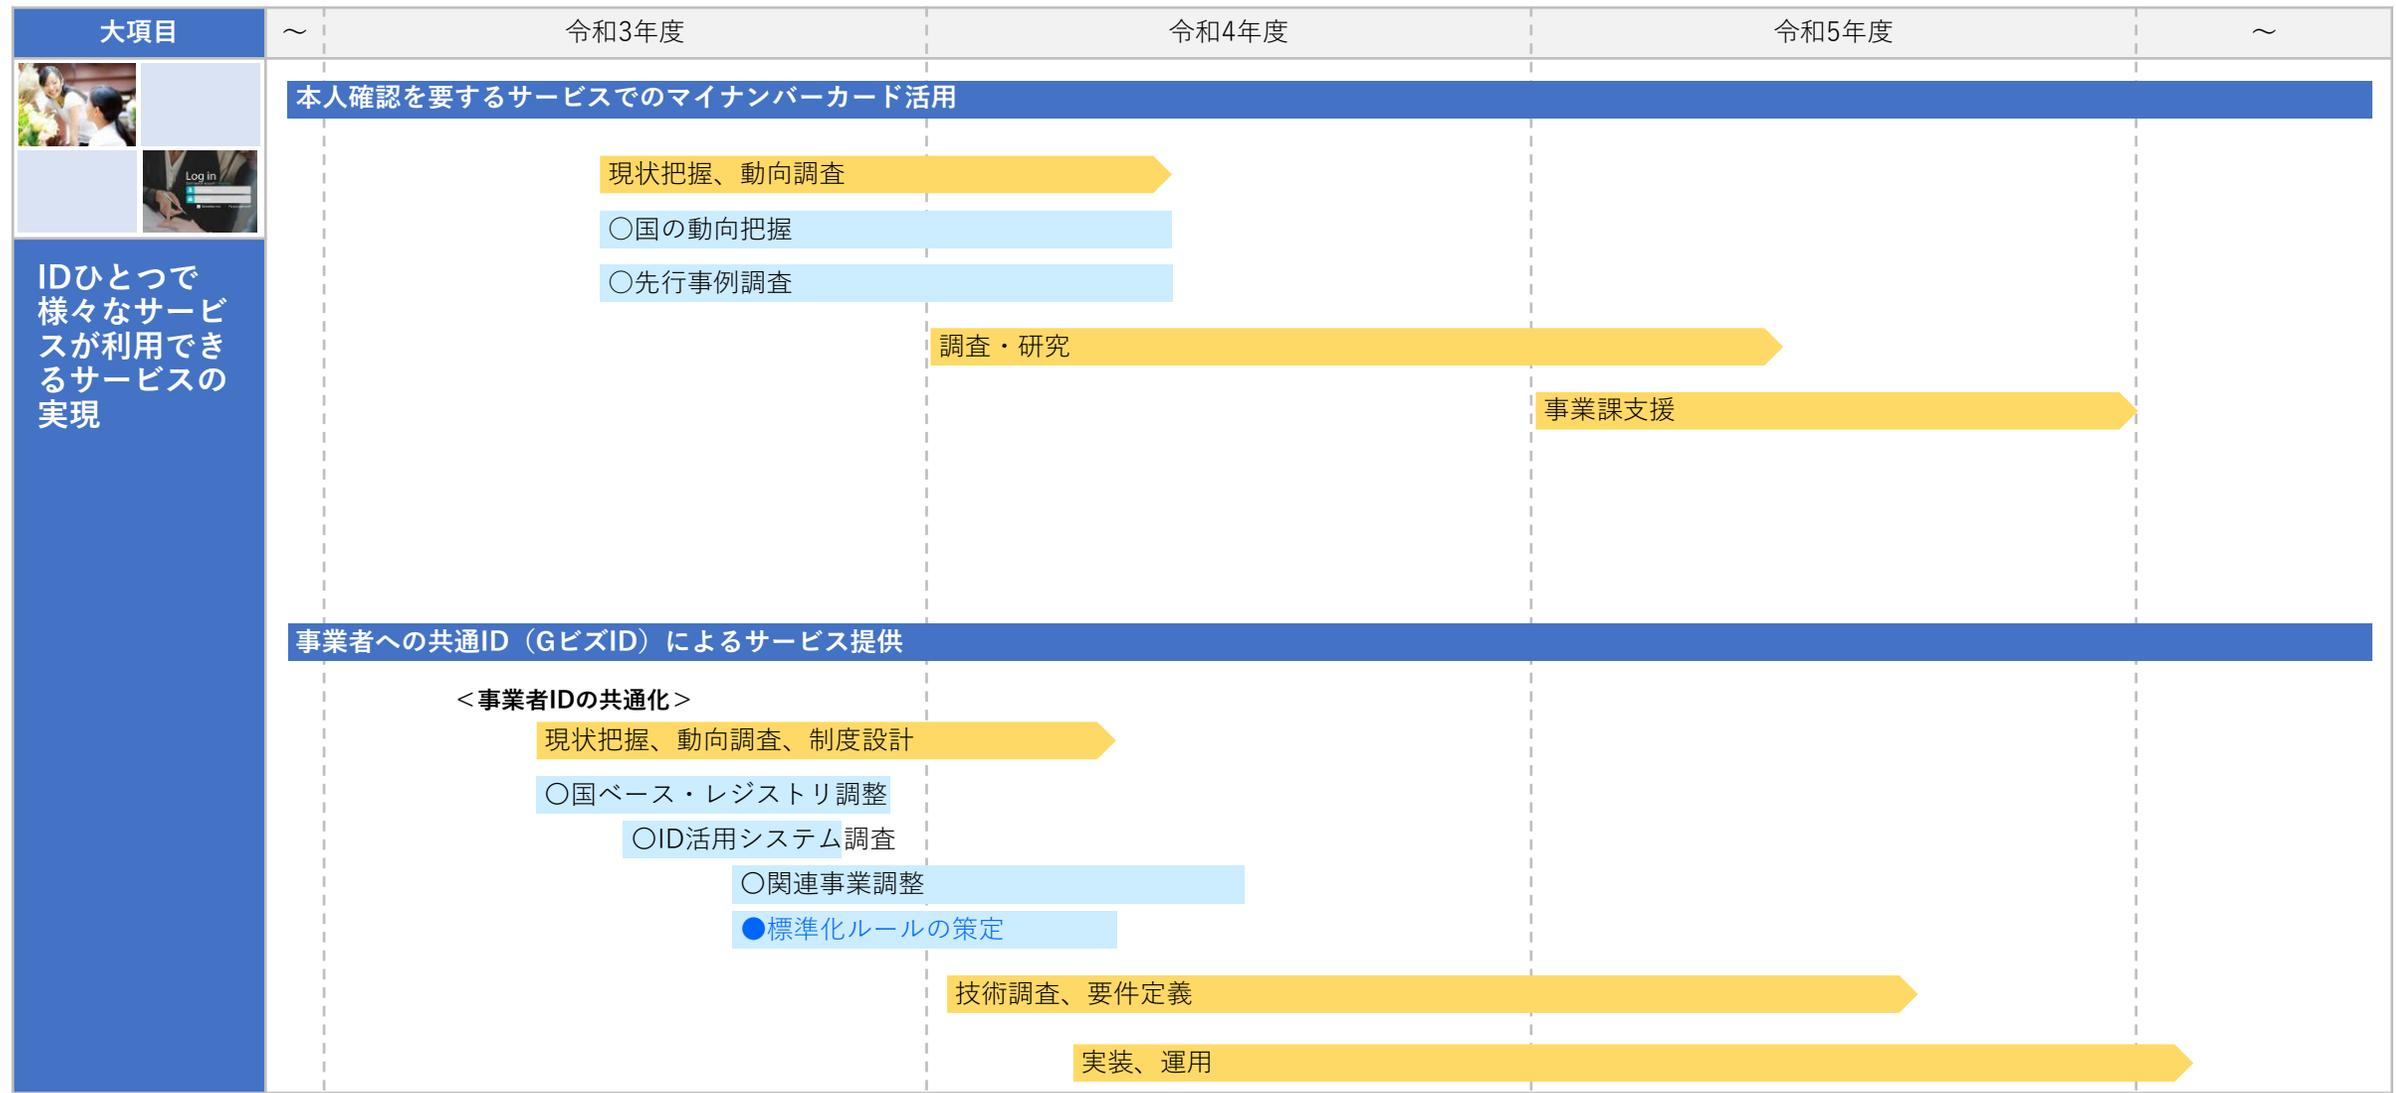 大項目
～
令和3年度
令和4年度
令和5年度
～
本人確認を要するサービスでのマイナンバーカード活用
Log in
現状把握、動向調査
〇国の動向把握
〇先行事例調査
調査・研究
事業課支援
IDひとつで
様々なサービ
スが利用でき
るサービスの
実現
事業者への共通ID（GビズID）によるサービス提供
＜事業者IDの共通化＞
現状把握、動向調査、制度設計
〇国ベース・レジストリ調整
〇ID活用システム調査
〇関連事業調整
●標準化ルールの策定
技術調査、要件定義
実装、運用